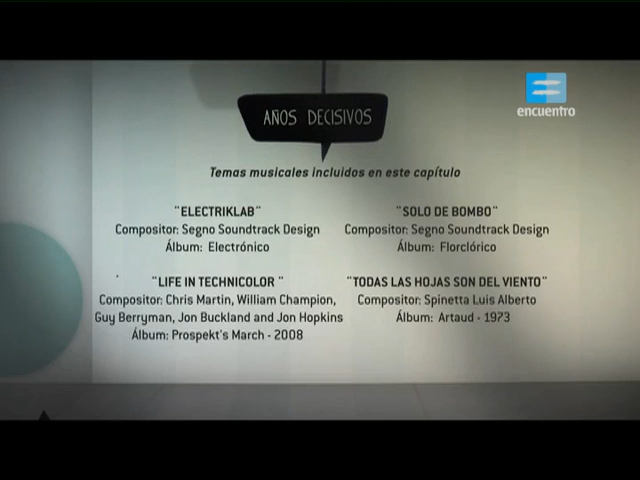 AÑOS DECISIVOS
encuentro
Temas musicales incluidos en este capítulo
"ELECTRIKLAB"
Compositor: Segno Soundtrack Design
Álbum: Electrónico
"SOLO DE BOMBO"
Compositor: Segno Soundtrack Design
Álbum: Florclórico
"LIFE IN TECHNICOLOR "
Compositor: Chris Martin, William Champion,
Guy Berryman, Jon Buckland and Jon Hopkins
Álbum: Prospekt's March - 2008
"TODAS LAS HOJAS SON DEL VIENTO"
Compositor: Spinetta Luis Alberto
Álbum: Artaud - 1973